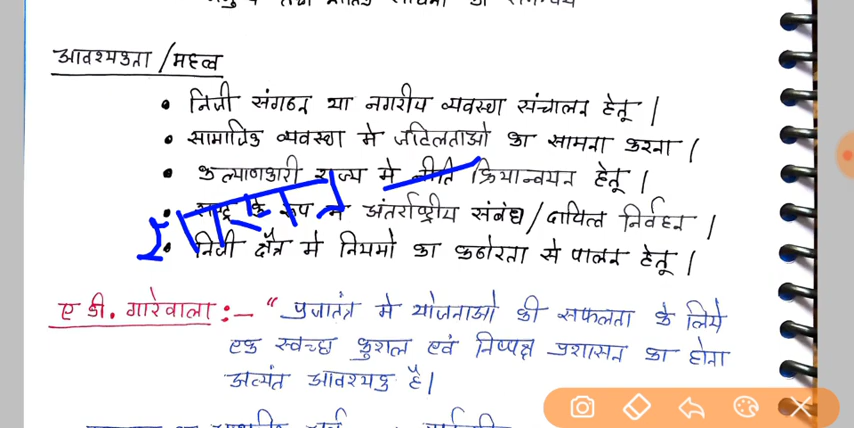 आवश्यकता/महत्व
• निजी संगठन या नगरीय व्यवस्था संचालन हेतू।
• सामाजिक व्यवस्था मे जटिलताओ का सामना करना।
• कल्याणकारी राज्य मे नीति क्रियान्वयन हेतू।
• राष्ट्र के रूप मे अंतर्राष्ट्रीय संबंध/दायित्व निर्वहन।
• निजी क्षेत्र मे नियमो का कठोरता से पालन हेतू।
ए डी. गोरेवाला :– "प्रजातंत्र मे योजनाओ की सफलता के लिये
एक स्वच्छ कुशल एवं निष्पक्ष प्रशासन का होना
अत्यंत आवश्यक है।